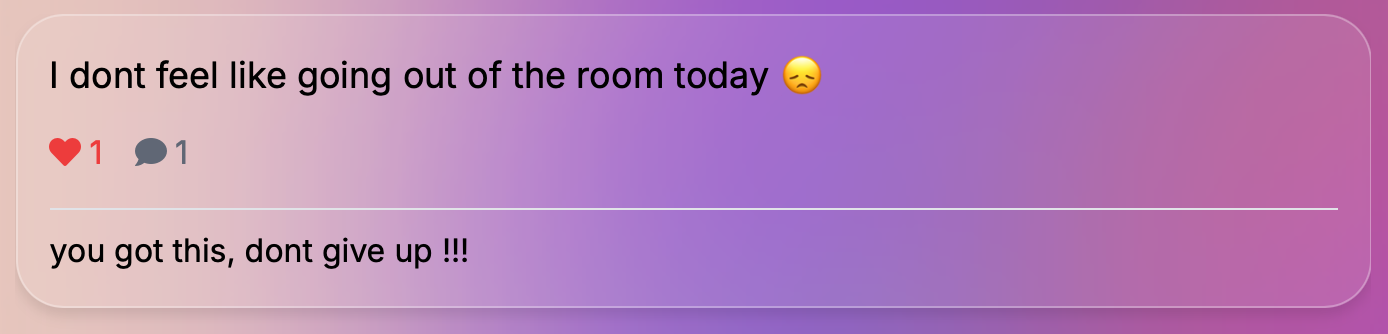 I dont feel like going out of the room today 😞
1 1
you got this, dont give up !!!